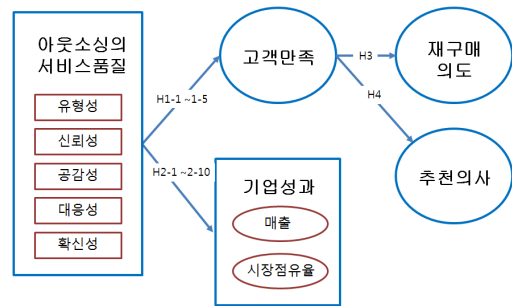 아웃소싱의
서비스품질
유형성
신뢰성
공감성
대응성
확신성
H1-1 ~1-5
H2-1 ~2-10
고객만족
기업성과
매출
시장점유율
H3
H4
재구매
의도
추천의사